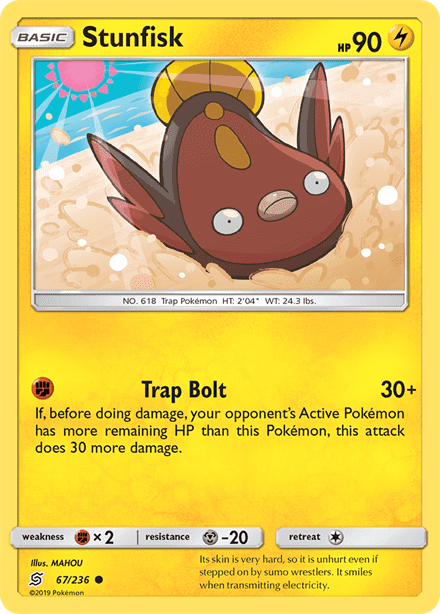 BASIC Stunfisk HP 90
NO. 618 Trap Pokémon HT: 2'04" WT: 24.3 lbs.
Trap Bolt 30+
If, before doing damage, your opponent's Active Pokémon
has more remaining HP than this Pokémon, this attack
does 30 more damage.
weakness ×2 resistance -20 retreat
Illus. MAHOU
67/236
©2019 Pokémon
Its skin is very hard, so it is unhurt even if
stepped on by sumo wrestlers. It smiles
when transmitting electricity.